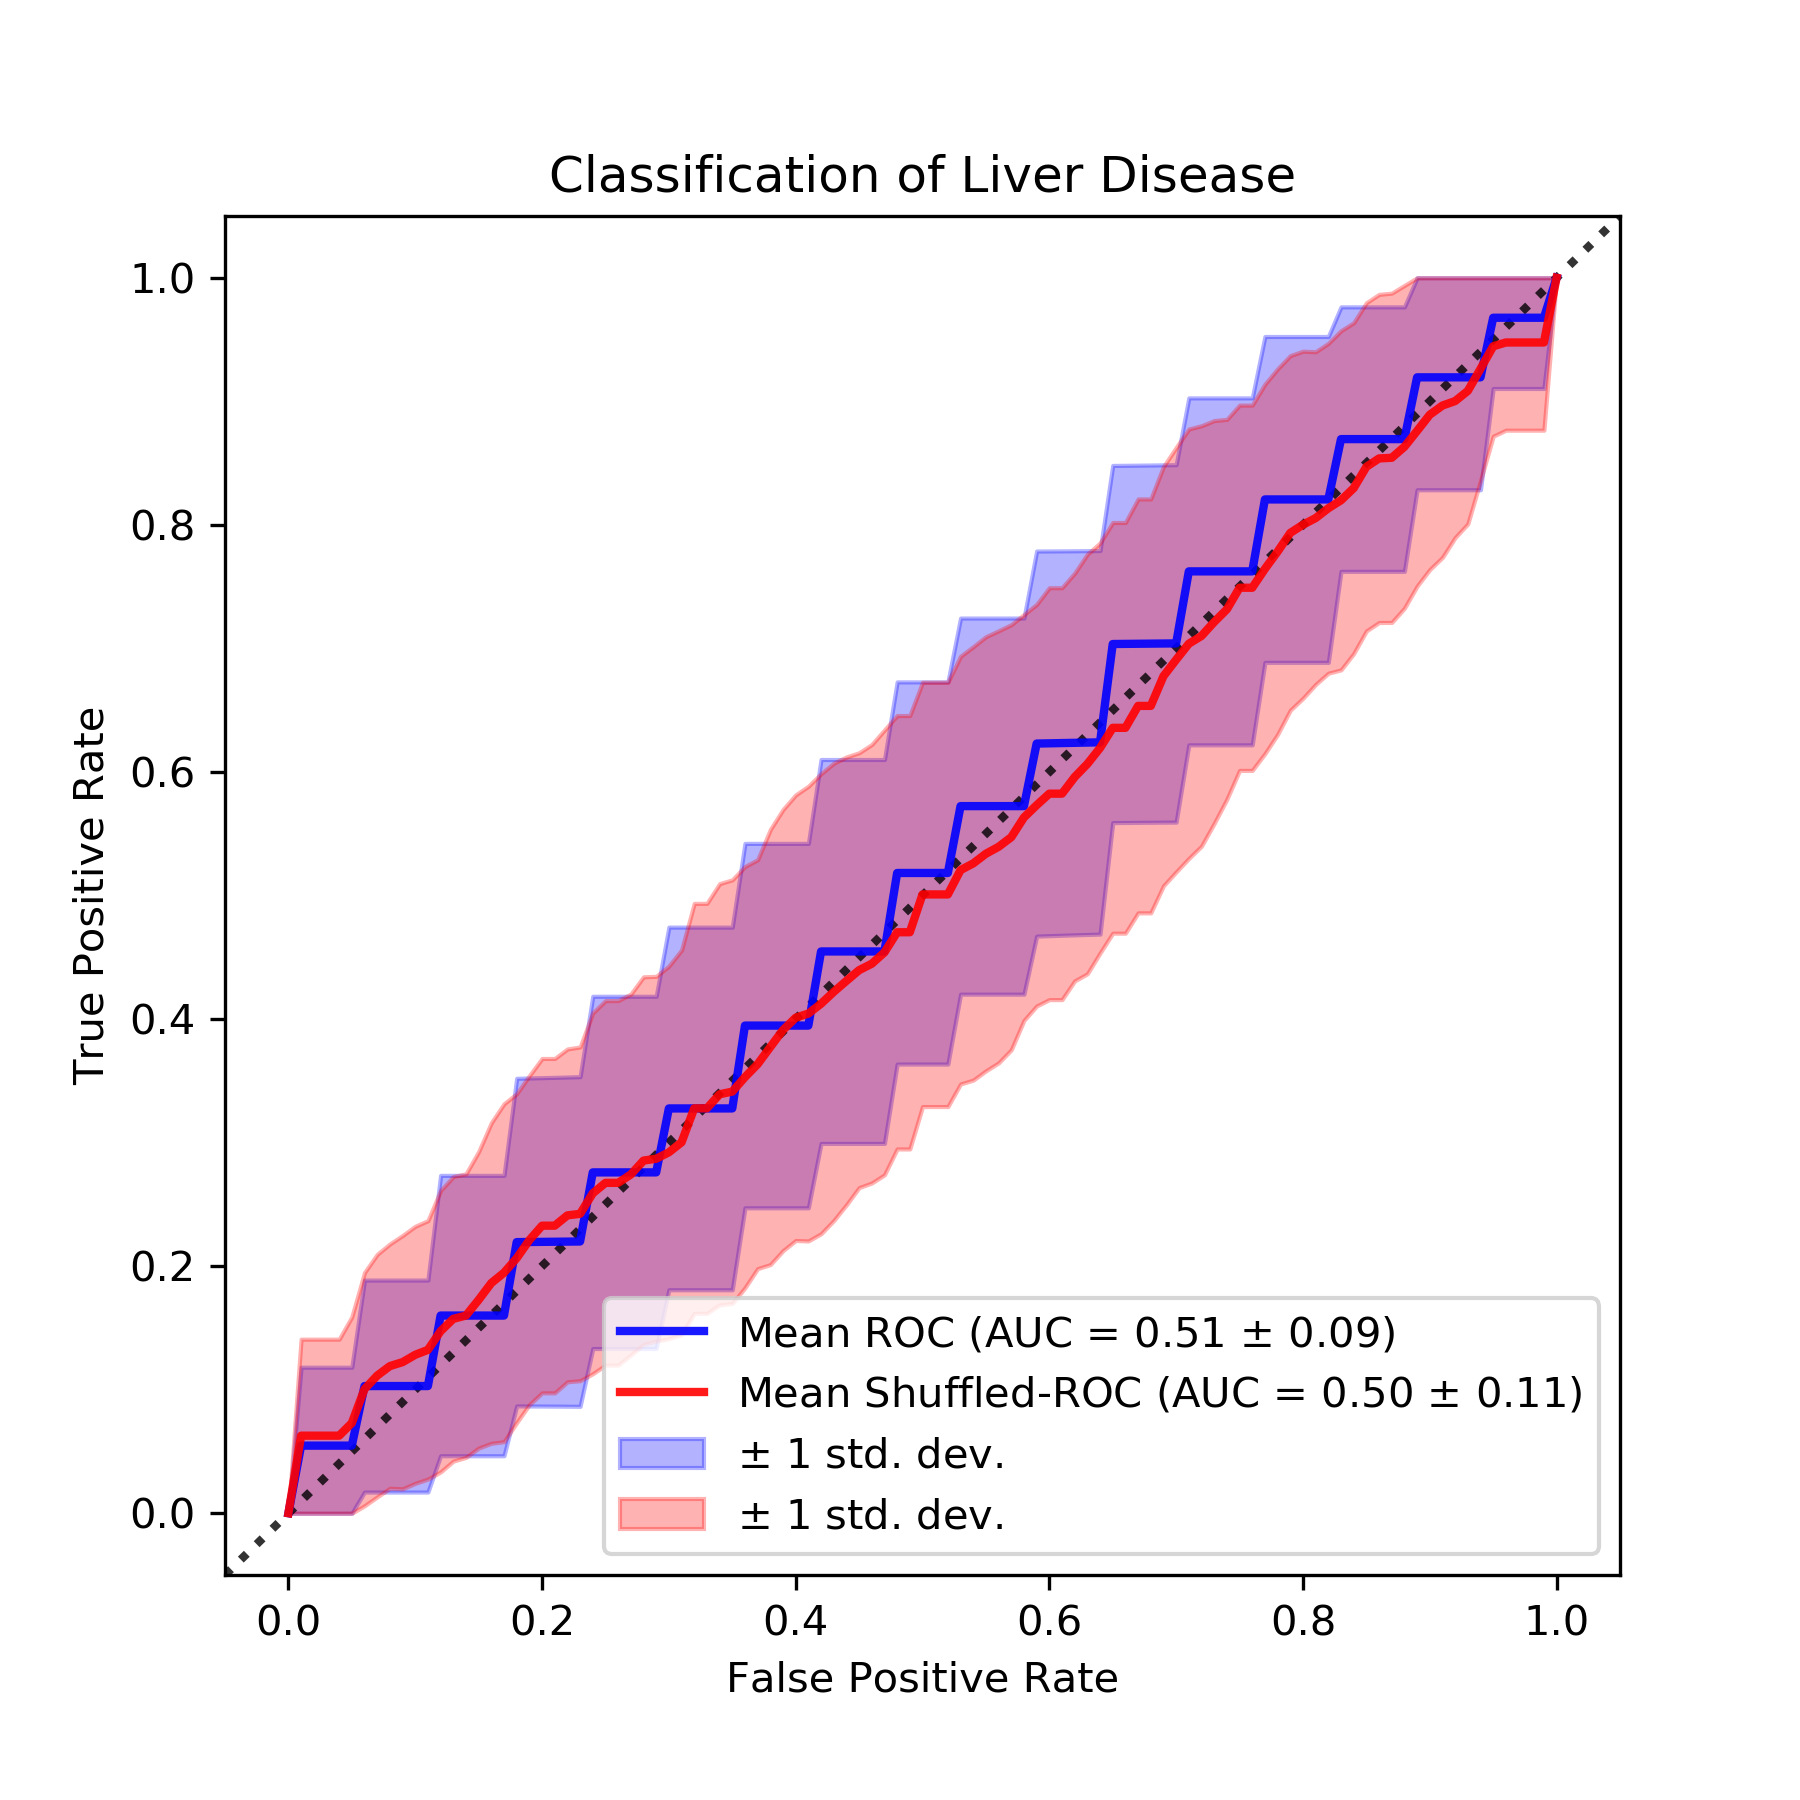 Classification of Liver Disease
True Positive Rate
1.0
0.8
0.6
0.4
0.2
0.0
Mean ROC (AUC = 0.51 ± 0.09)
Mean Shuffled-ROC (AUC = 0.50 ± 0.11)
± 1 std. dev.
± 1 std. dev.
0.0 0.2 0.4 0.6 0.8 1.0
False Positive Rate